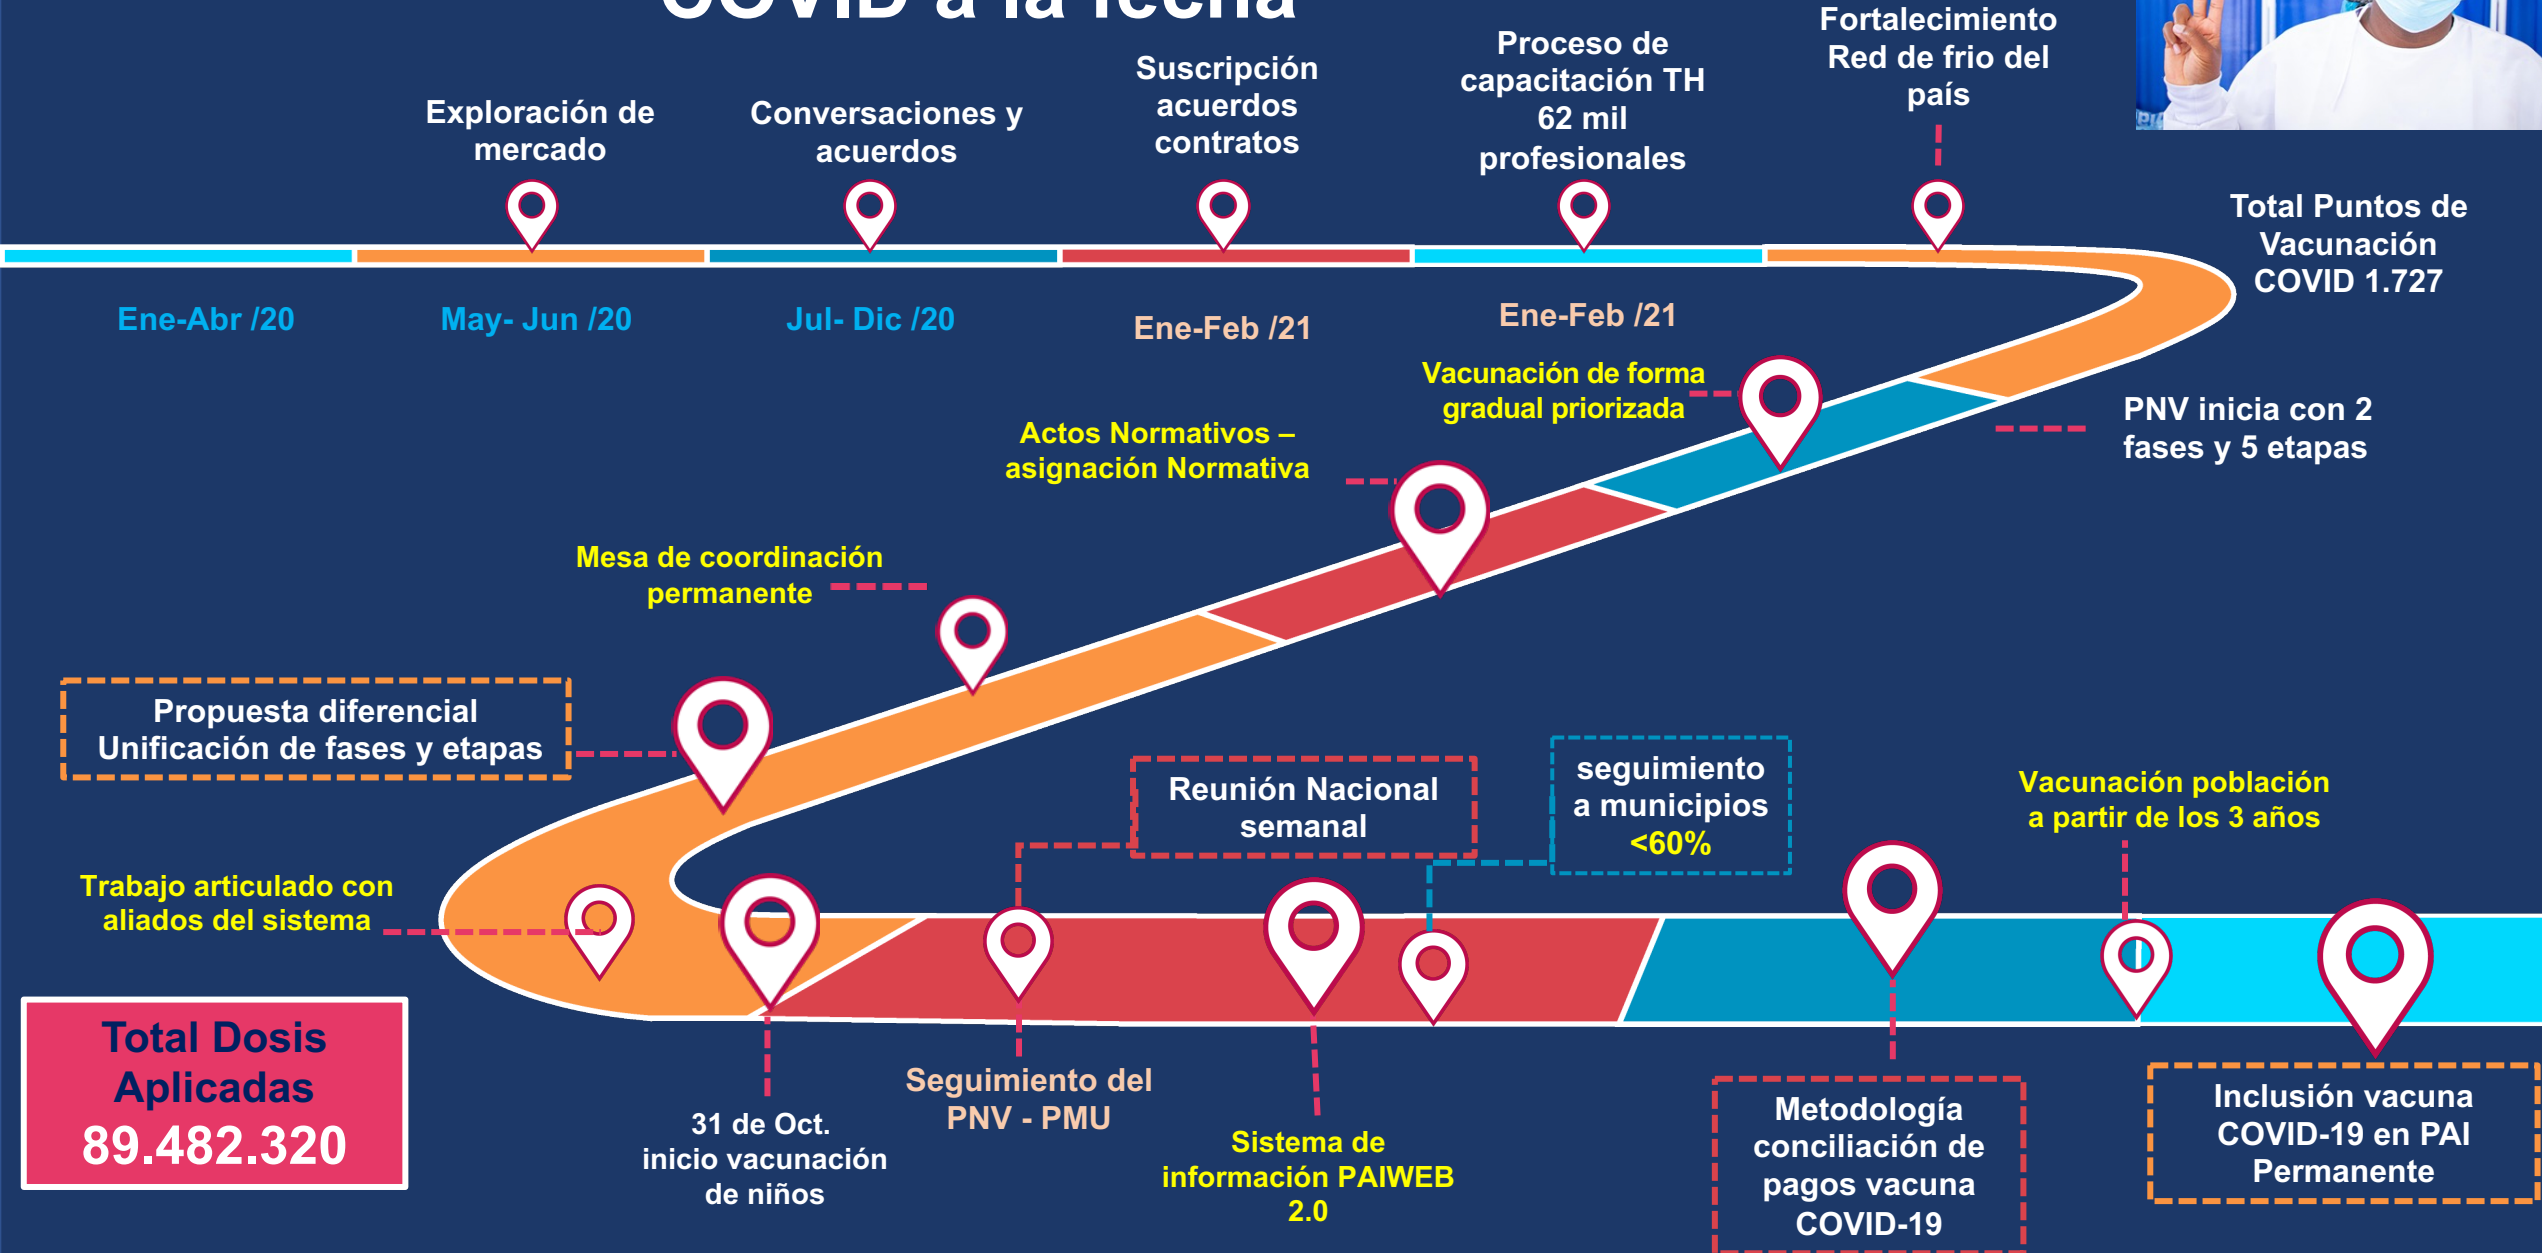 COVID a la fecha
Exploración de
mercado
Conversaciones y
acuerdos
Suscripción
acuerdos
contratos
Proceso de
capacitación TH
62 mil
profesionales
Fortalecimiento
Red de frio del
país
Total Puntos de
Vacunación
COVID 1.727
Ene-Abr /20
May- Jun /20
Jul- Dic /20
Ene-Feb /21
Ene-Feb /21
Vacunación de forma
gradual priorizada
PNV inicia con 2
fases y 5 etapas
Actos Normativos –
asignación Normativa
Mesa de coordinación
permanente
Propuesta diferencial
Unificación de fases y etapas
Reunión Nacional
semanal
seguimiento
a municipios
<60%
Vacunación población
a partir de los 3 años
Trabajo articulado con
aliados del sistema
Total Dosis
Aplicadas
89.482.320
31 de Oct.
inicio vacunación
de niños
Seguimiento del
PNV - PMU
Sistema de
información PAIWEB
2.0
Metodología
conciliación de
pagos vacuna
COVID-19
Inclusión vacuna
COVID-19 en PAI
Permanente